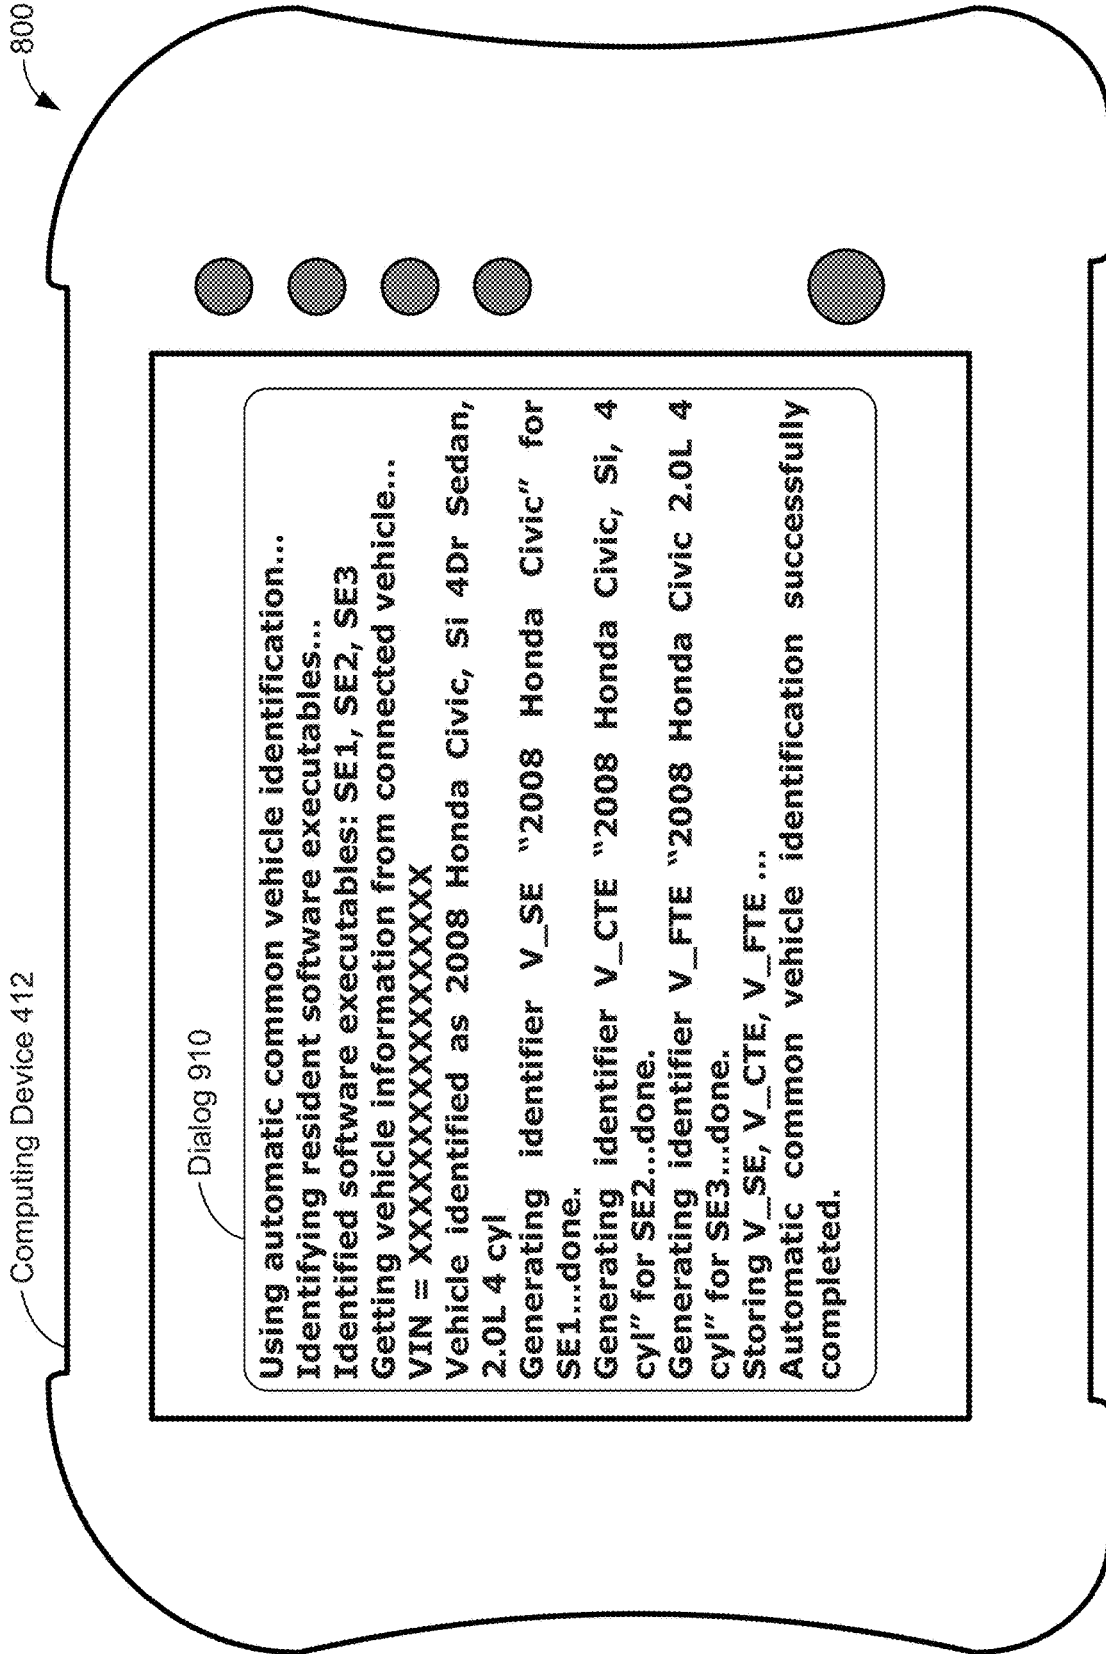 800
Computing Device 412
Dialog 910
Using automatic common vehicle identification...
Identifying resident software executables...
Identified software executables: SE1, SE2, SE3
Getting vehicle information from connected vehicle...
VIN = XXXXXXXXXXXXXXXXX
Vehicle identified as 2008 Honda Civic, Si 4Dr Sedan,
2.0L 4 cyl
Generating identifier V_SE “2008 Honda Civic” for
SE1...done.
Generating identifier V_CTE “2008 Honda Civic, Si, 4
cyl” for SE2...done.
Generating identifier V_FTE “2008 Honda Civic 2.0L 4
cyl” for SE3...done.
Storing V_SE, V_CTE, V_FTE ...
Automatic common vehicle identification successfully
completed.